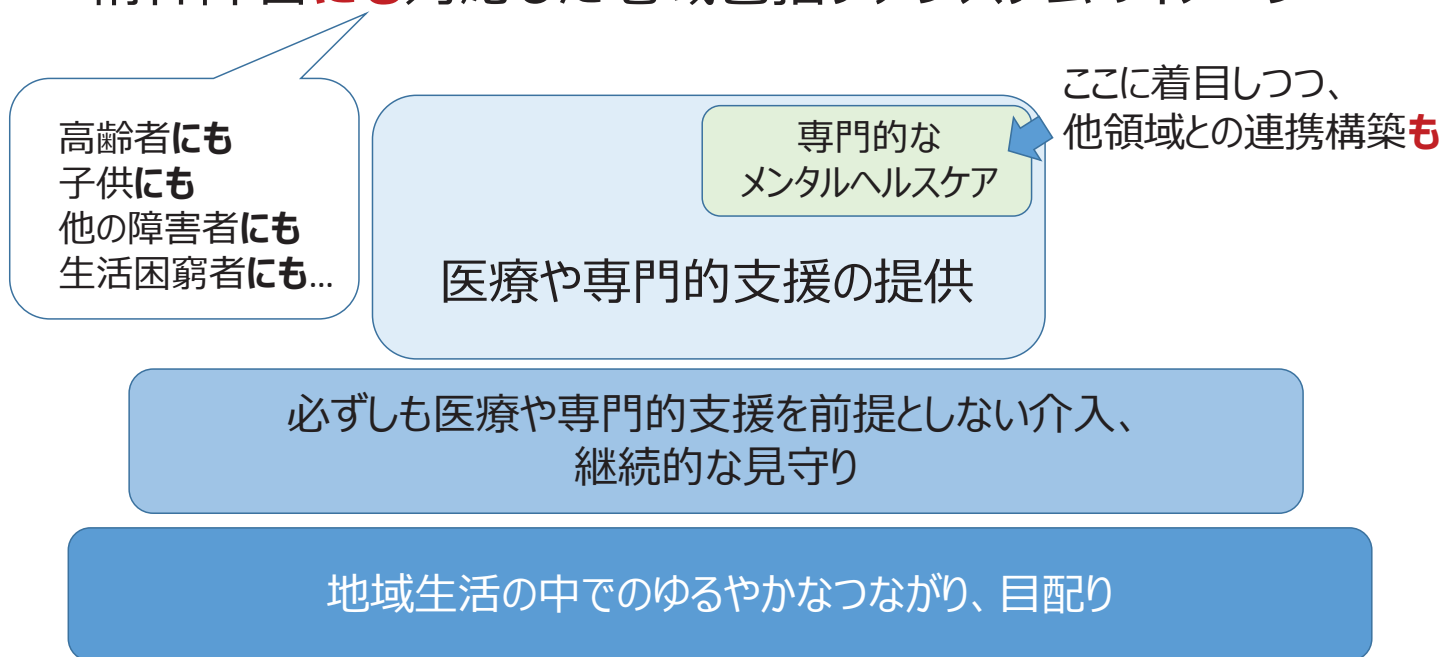 にも
高齢者にも
子供にも
他の障害者にも
生活困窮者にも...
ここに着目しつつ、
他領域との連携構築も
専門的な
メンタルヘルスケア
医療や専門的支援の提供
必ずしも医療や専門的支援を前提としない介入、
継続的な見守り
地域生活の中でのゆるやかなつながり、目配り